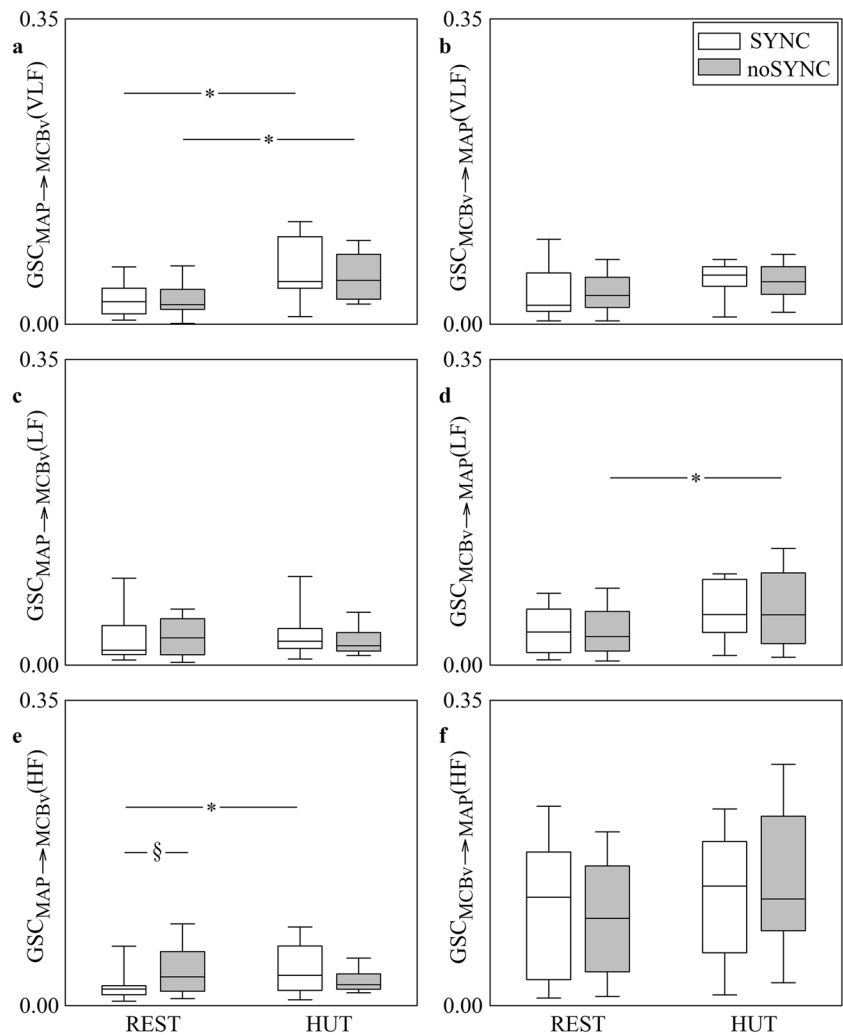 0.35
a
GSCMAP→MCBv(VLF)
*
*
0.00
b
GSCMCBv→MAP(VLF)
0.35
0.00
SYNC
noSYNC
0.35
c
GSCMAP→MCBv(LF)
0.00
0.35
d
GSCMCBv→MAP(LF)
*
0.00
0.35
e
GSCMAP→MCBv(HF)
*
§
0.00
REST HUT
0.35
f
GSCMCBv→MAP(HF)
0.00
REST HUT